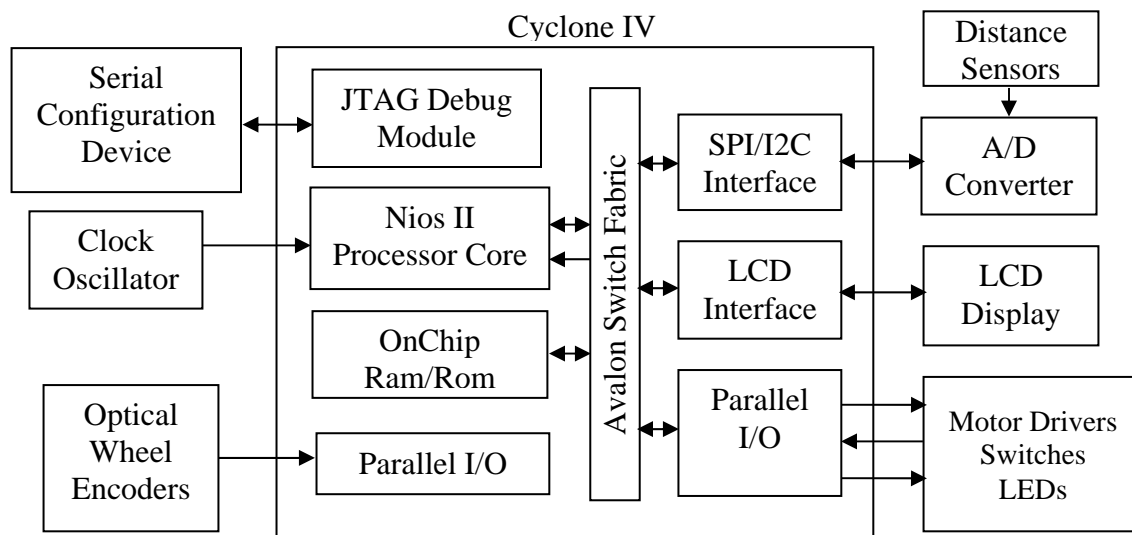 Cyclone IV
Serial
Configuration
Device
JTAG Debug
Module
Clock
Oscillator
Nios II
Processor Core
OnChip
Ram/Rom
Optical
Wheel
Encoders
Parallel I/O
Avalon Switch Fabric
SPI/I2C
Interface
LCD
Interface
Parallel
I/O
Distance
Sensors
A/D
Converter
LCD
Display
Motor Drivers
Switches
LEDs